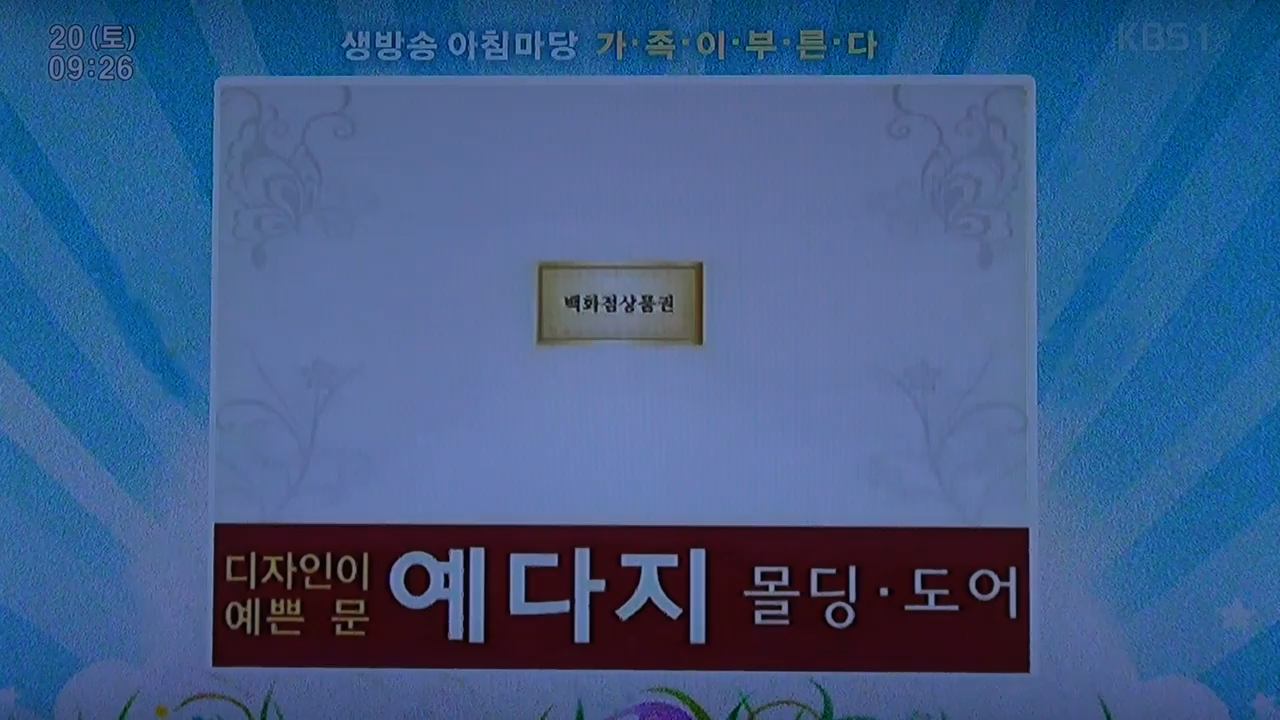 20 (토)
09:26
생방송 아침마당 가·족·이·부·른·다
KBS1
백화점상품권
디자인이
예쁜 문
예다지 몰딩·도어